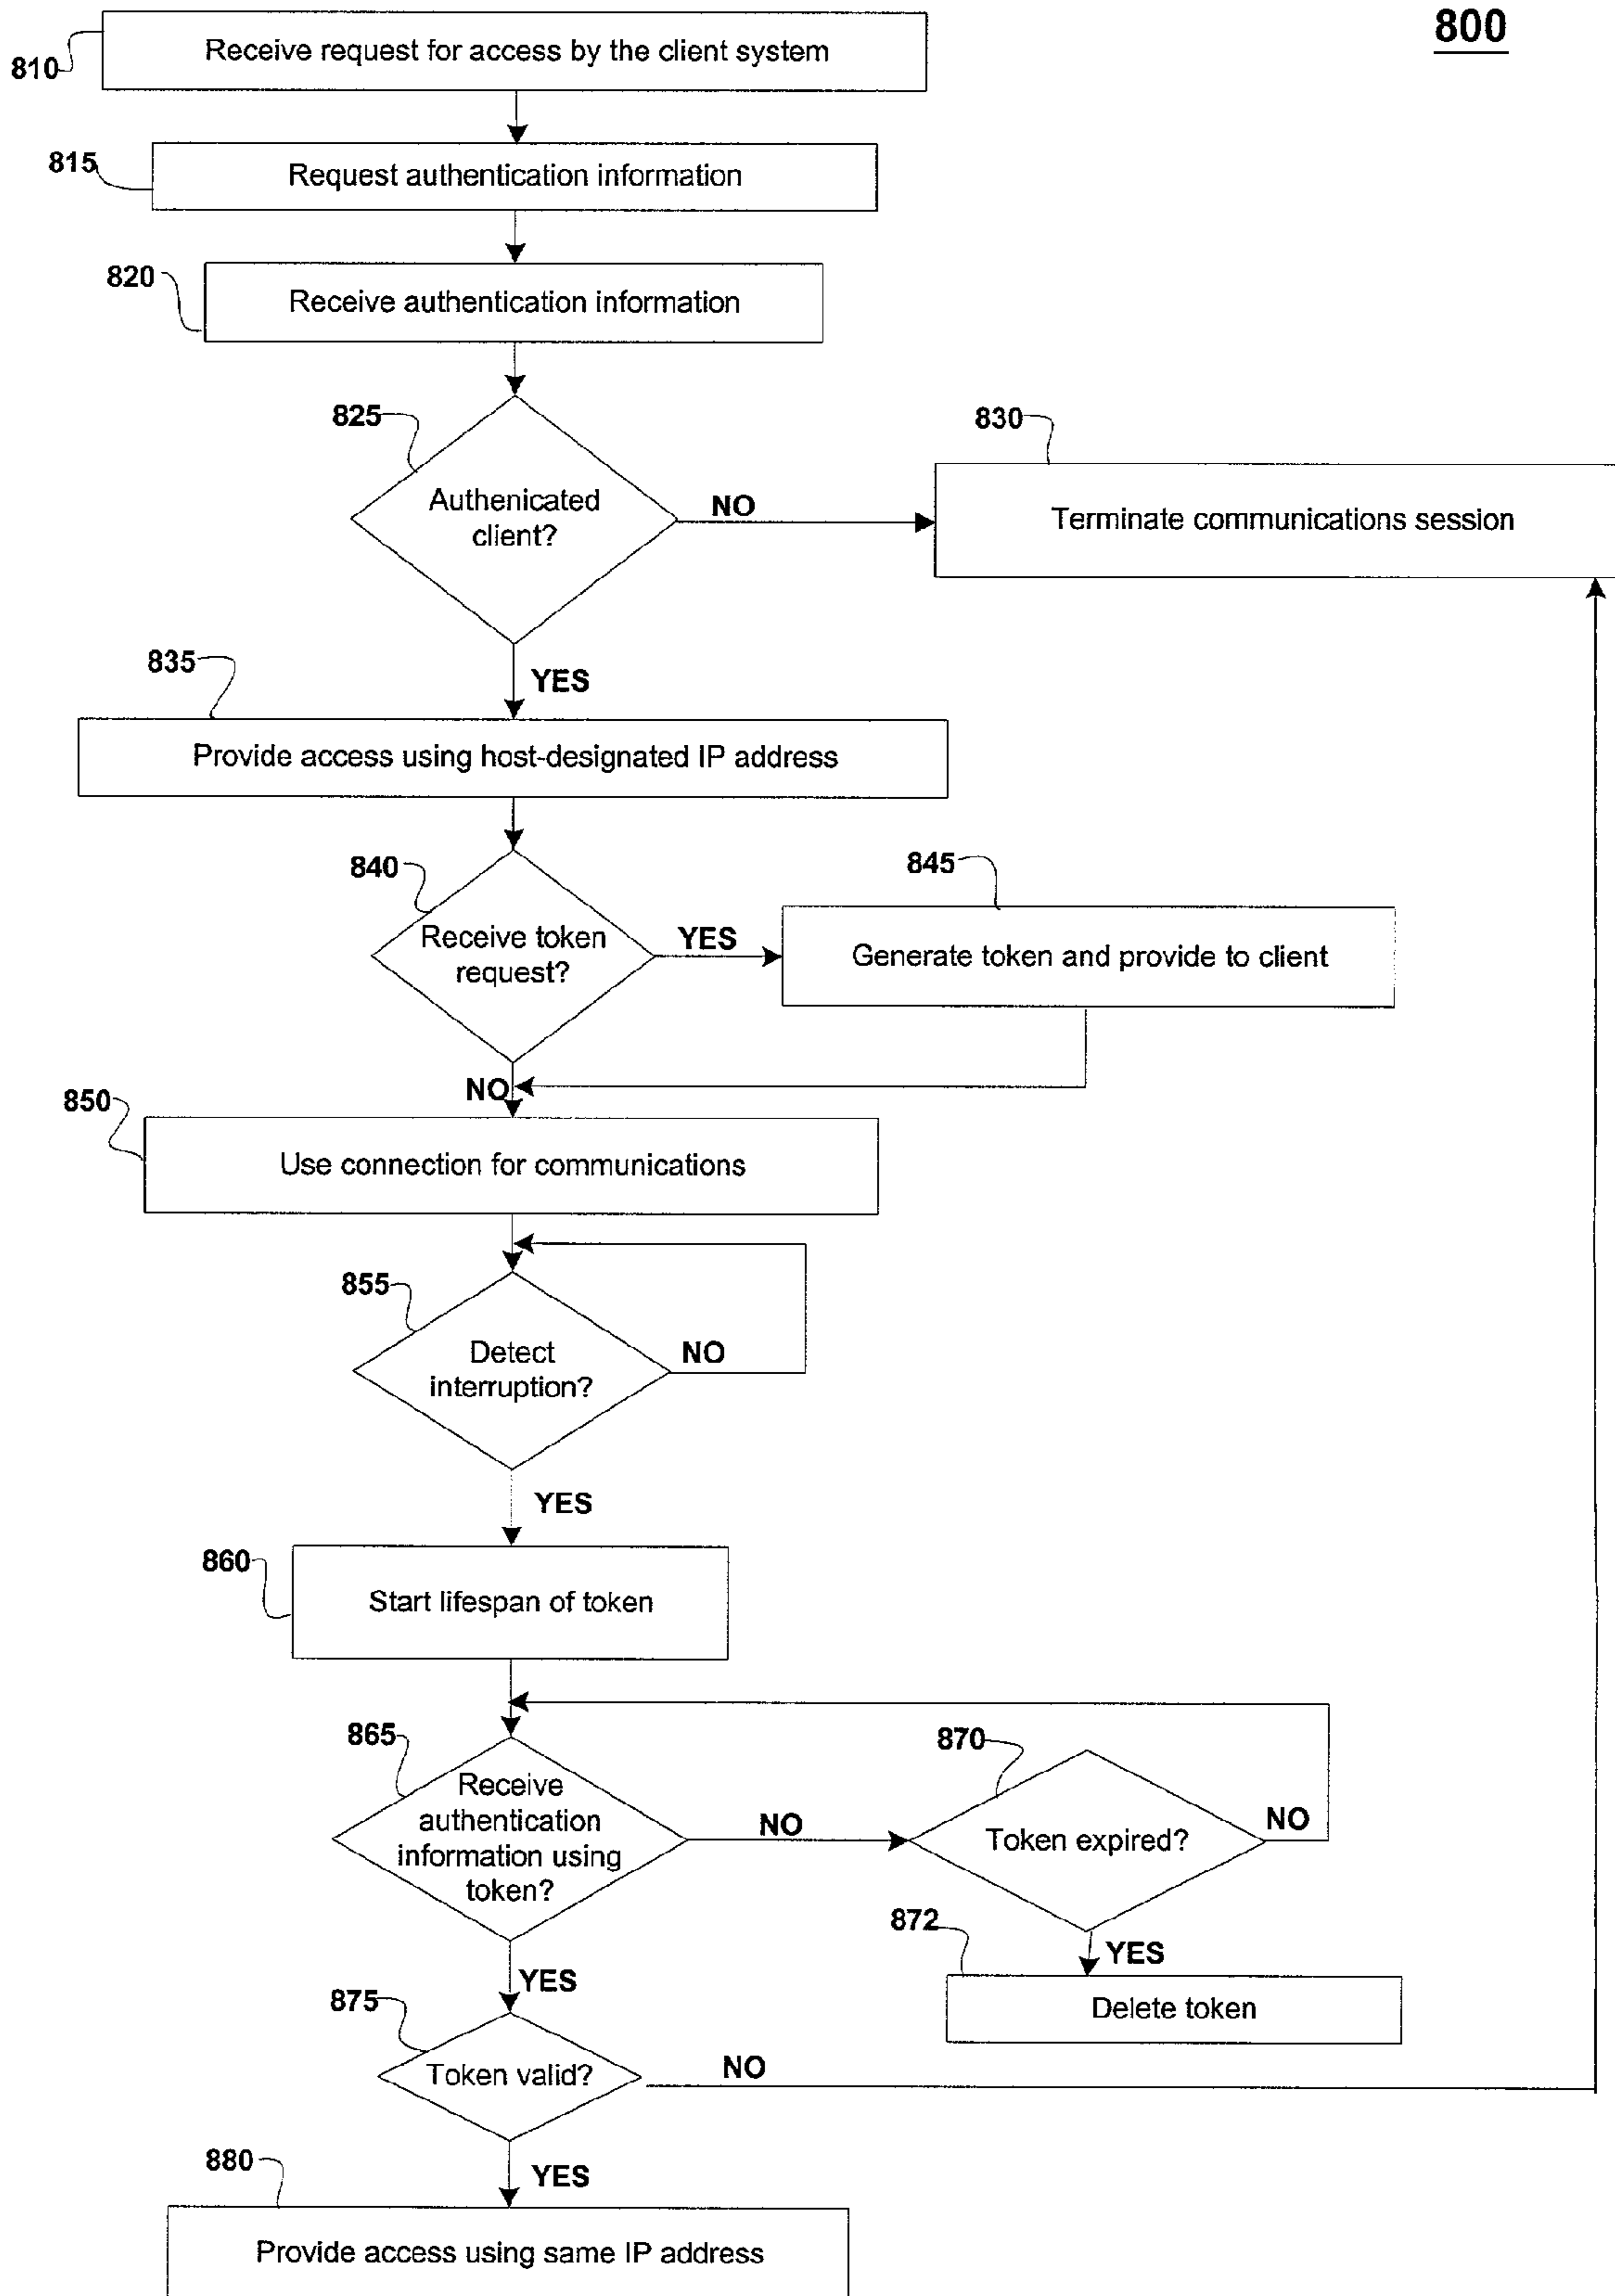 800
810
Receive request for access by the client system
815
Request authentication information
820
Receive authentication information
825
Authenicated
client?
NO
830
Terminate communications session
YES
835
Provide access using host-designated IP address
840
Receive token
request?
YES
845
Generate token and provide to client
NO
850
Use connection for communications
855
Detect
interruption?
NO
YES
860
Start lifespan of token
865
Receive
authentication
information using
token?
NO
870
Token expired?
NO
YES
872
Delete token
YES
875
Token valid?
NO
YES
880
Provide access using same IP address